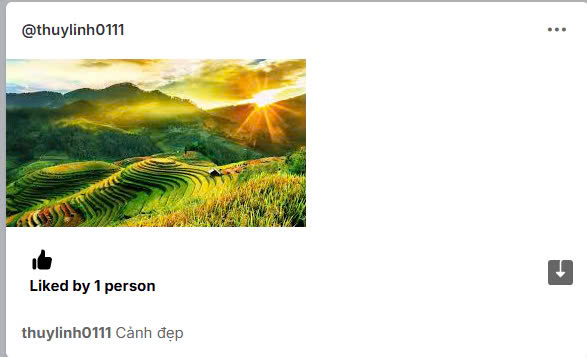 @thuylinh0111
Liked by 1 person
thuylinh0111 Cảnh đẹp